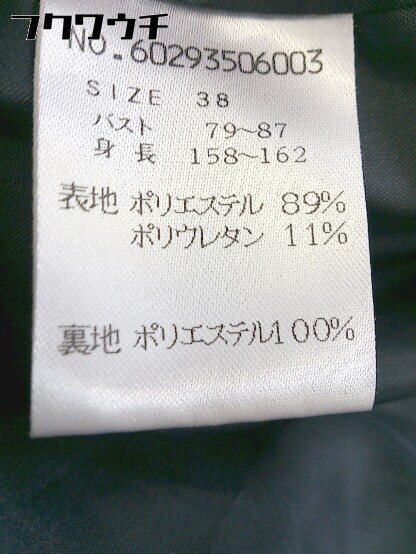 フクワウチ
NO.60293506003
SIZE 38
バスト 79~87
身長 158~162
表地 ポリエステル 89%
ポリウレタン 11%
裏地 ポリエステル100%